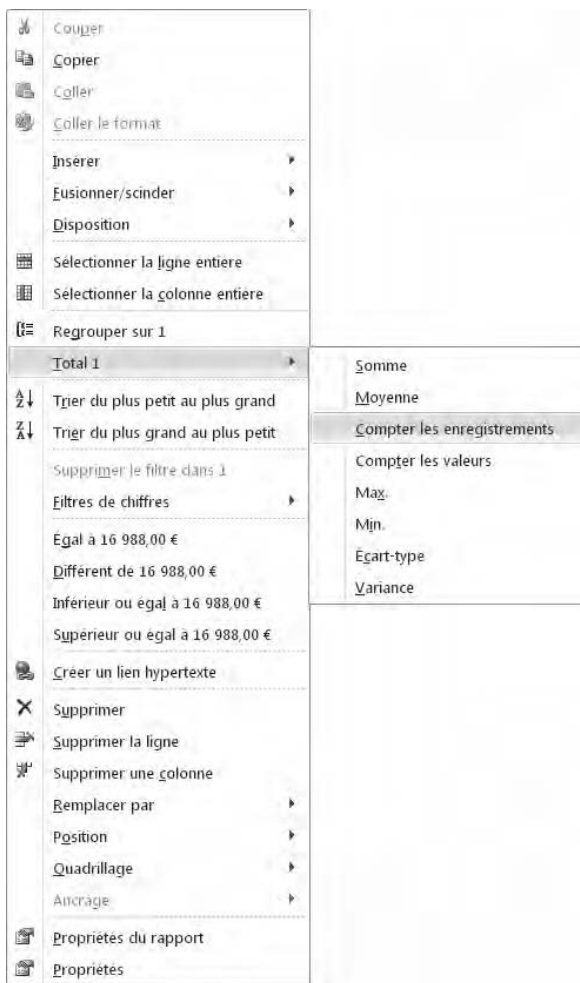 Couper
Copier
Coller
Coller le format
Insérer
Fusionner/scinder
Disposition
Sélectionner la ligne entière
Sélectionner la colonne entière
Regrouper sur 1
Total 1
Trier du plus petit au plus grand
Trier du plus grand au plus petit
Supprimer le filtre dans 1
Filtres de chiffres
Égal à 16 988,00 €
Différent de 16 988,00 €
Inférieur ou égal à 16 988,00 €
Supérieur ou égal à 16 988,00 €
Créer un lien hypertexte
Supprimer
Supprimer la ligne
Supprimer une colonne
Remplacer par
Position
Quadrillage
Ancrage
Propriétés du rapport
Propriétés
Somme
Moyenne
Compter les enregistrements
Compter les valeurs
Max.
Min.
Écart-type
Variance